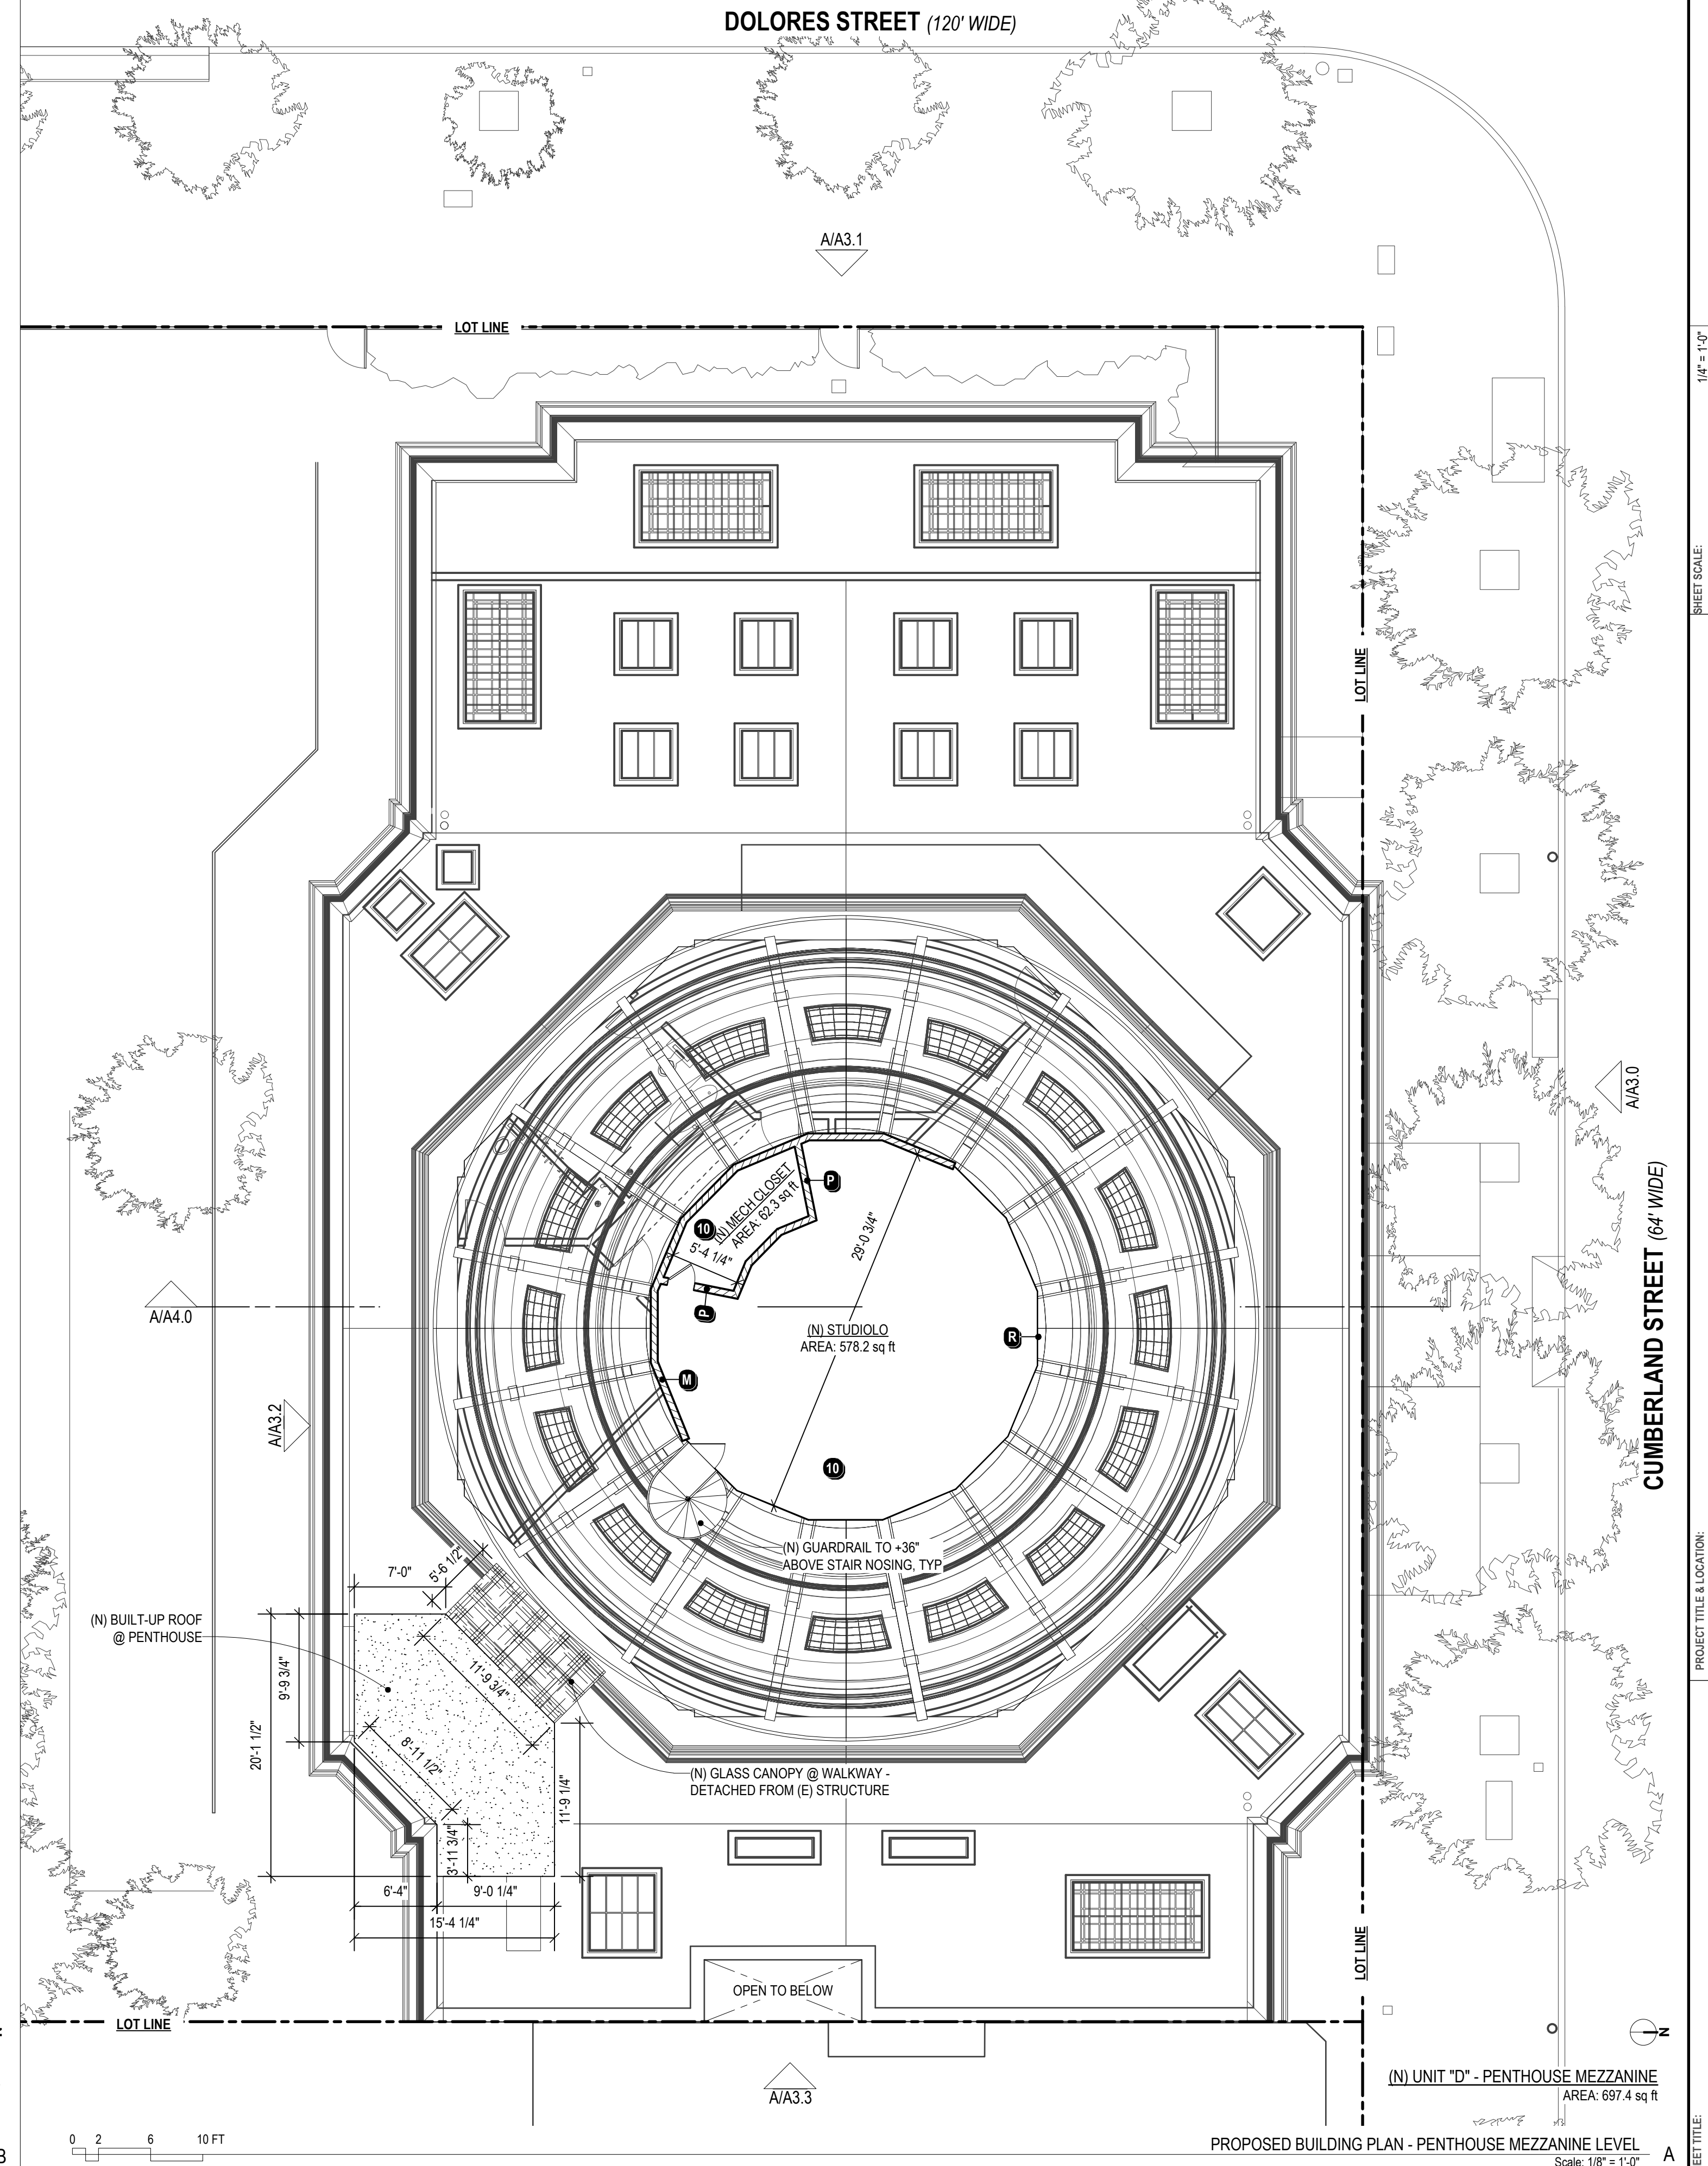 DOLORES STREET (120' WIDE)
A/A3.1
LOT LINE
1/4" = 1'-0"
SHEET SCALE:
LOT LINE
A/A3.0
CUMBERLAND STREET (64' WIDE)
P
10
(N) MECH CLOSET
AREA: 62.3 sq ft
5'-4 1/4"
29'-0 3/4"
P
A/A4.0
(N) STUDIOLO
AREA: 578.2 sq ft
R
M
A/A3.2
10
(N) GUARDRAIL TO +36"
ABOVE STAIR NOSING, TYP
7'-0"
5'-6 1/2"
(N) BUILT-UP ROOF
@ PENTHOUSE
PROJECT TITLE & LOCATION:
9'-9 3/4"
11'-9 3/4"
20'-1 1/2"
8'-11 1/2"
(N) GLASS CANOPY @ WALKWAY -
DETACHED FROM (E) STRUCTURE
11'-9 1/4"
3'-11 3/4"
6'-4"
9'-0 1/4"
15'-4 1/4"
LOT LINE
OPEN TO BELOW
LOT LINE
N
(N) UNIT "D" - PENTHOUSE MEZZANINE
AREA: 697.4 sq ft
A/A3.3
0 2 6 10 FT
PROPOSED BUILDING PLAN - PENTHOUSE MEZZANINE LEVEL
A
Scale: 1/8" = 1'-0"